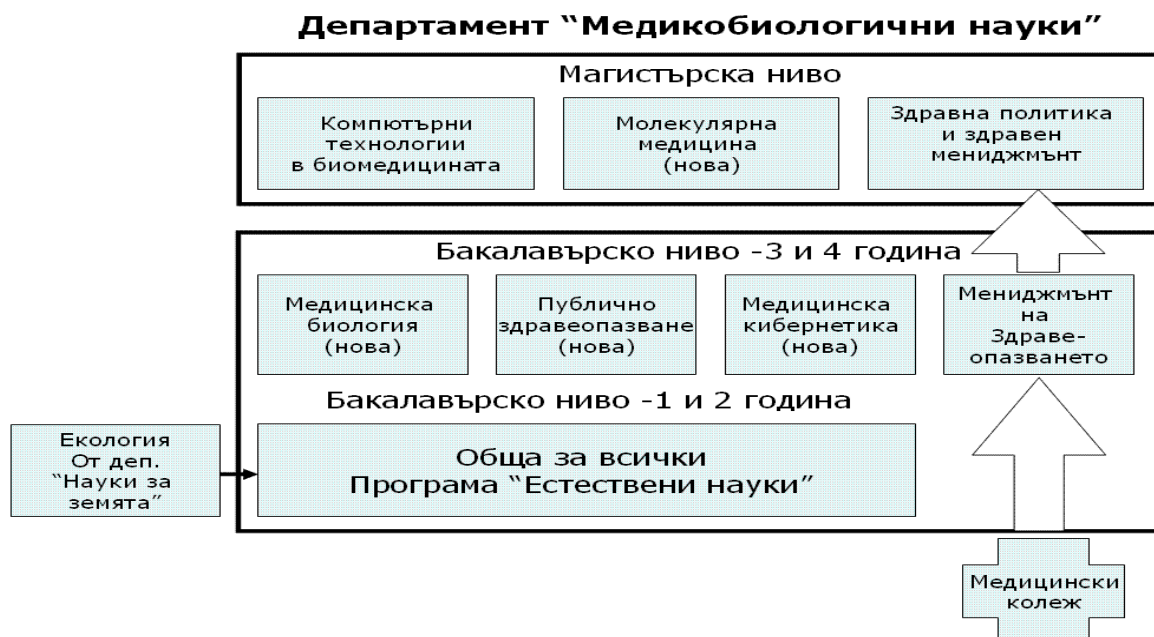 Департамент “Медикобиологични науки”
Магистърска ниво
Компютърни
технологии
в биомедицината
Молекулярна
медицина
(нова)
Здравна политика
и здравен
мениджмънт
Бакалавърско ниво -3 и 4 година
Медицинска
биология
(нова)
Публично
здравеопазване
(нова)
Медицинска
кибернетика
(нова)
Мениджмънт
на
Здраве-
опазването
Бакалавърско ниво -1 и 2 година
Екология
От деп.
“Науки за
земята”
Обща за всички
Програма “Естествени науки”
Медицински
колеж